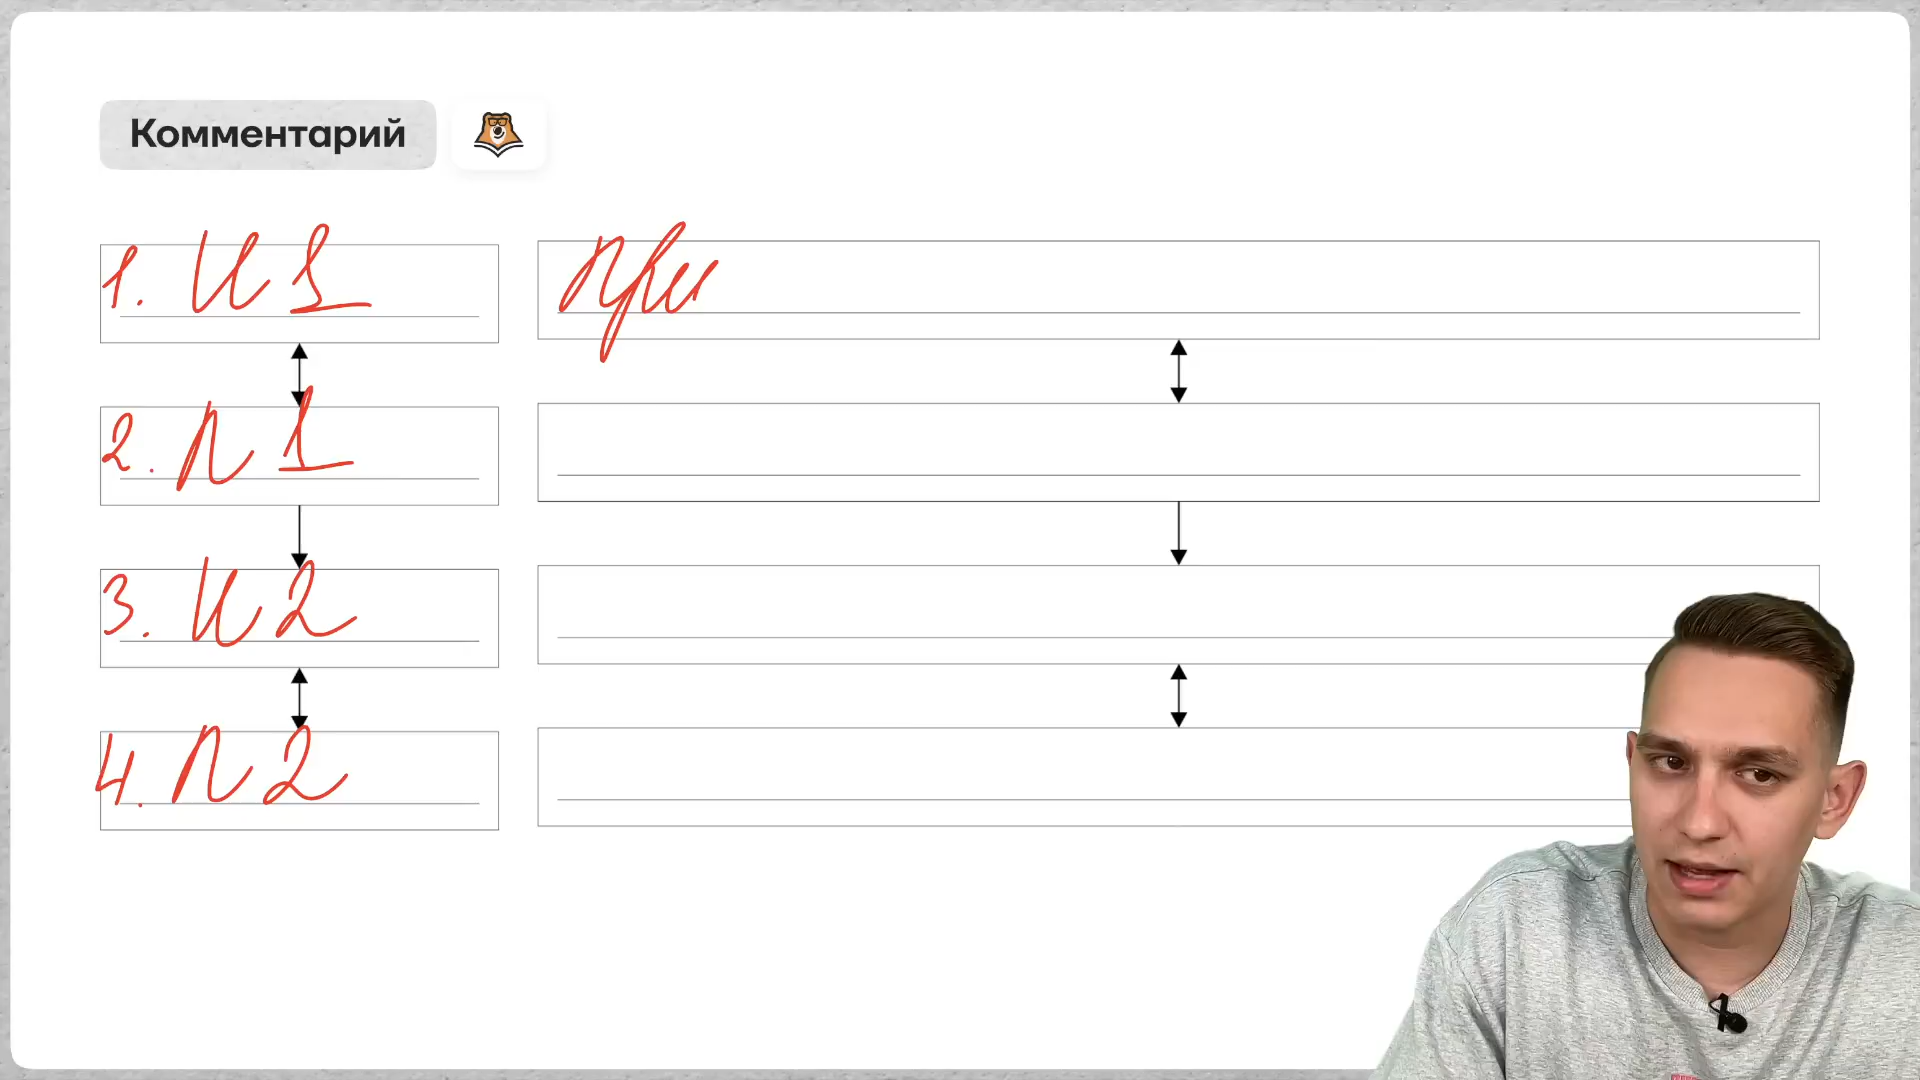 Комментарий
1. И 1
При
2. П 1
3. И 2
4. П 2